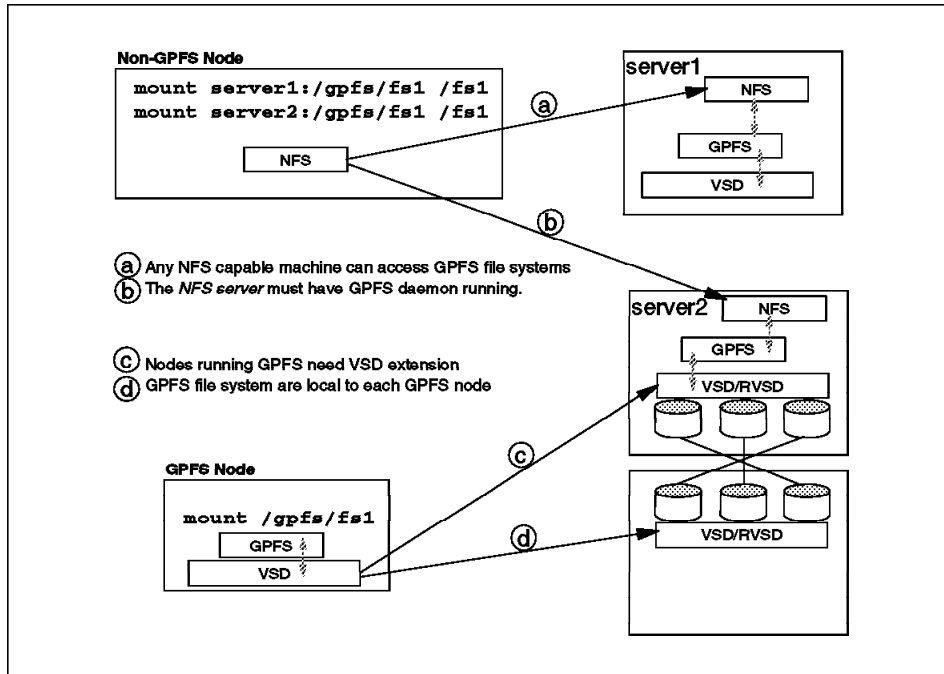 Non-GPFS Node
mount server1:/gpfs/fs1 /fs1
mount server2:/gpfs/fs1 /fs1
NFS
a
b
server1
NFS
GPFS
VSD
a Any NFS capable machine can access GPFS file systems
b The NFS server must have GPFS daemon running.
c Nodes running GPFS need VSD extension
d GPFS file system are local to each GPFS node
server2
NFS
GPFS
VSD/RVSD
c
d
GPFS Node
mount /gpfs/fs1
GPFS
VSD
VSD/RVSD